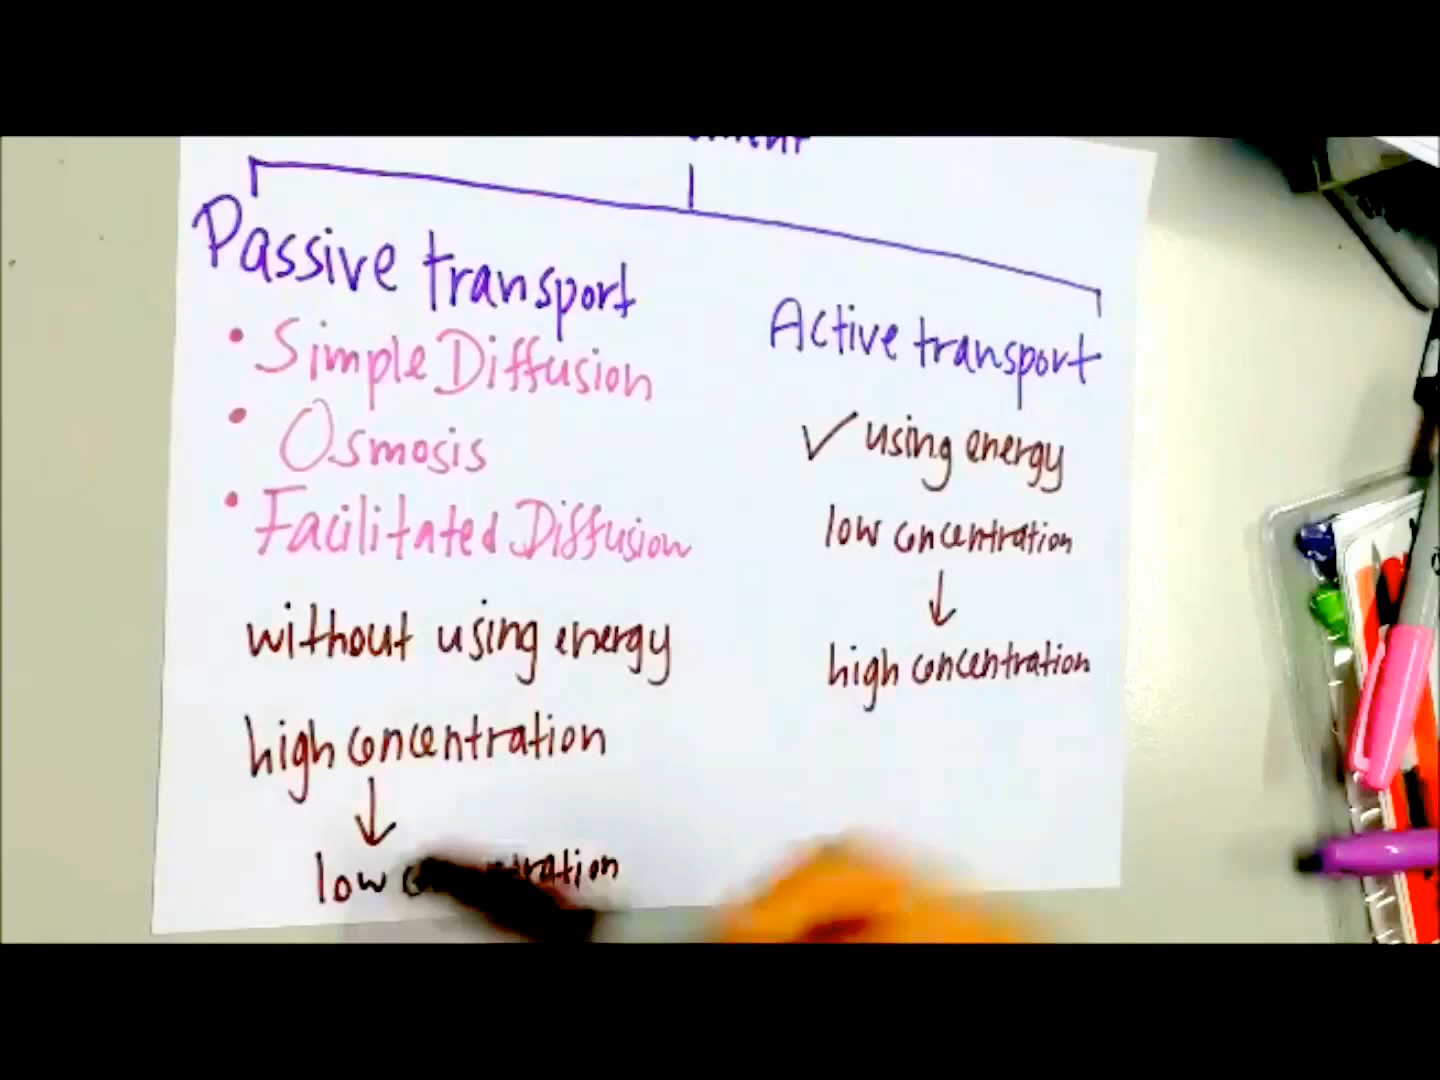 Passive transport
• Simple Diffusion
• Osmosis
• Facilitated Diffusion
without using energy
high concentration
↓
low concentration
Active transport
✓ using energy
low concentration
↓
high concentration